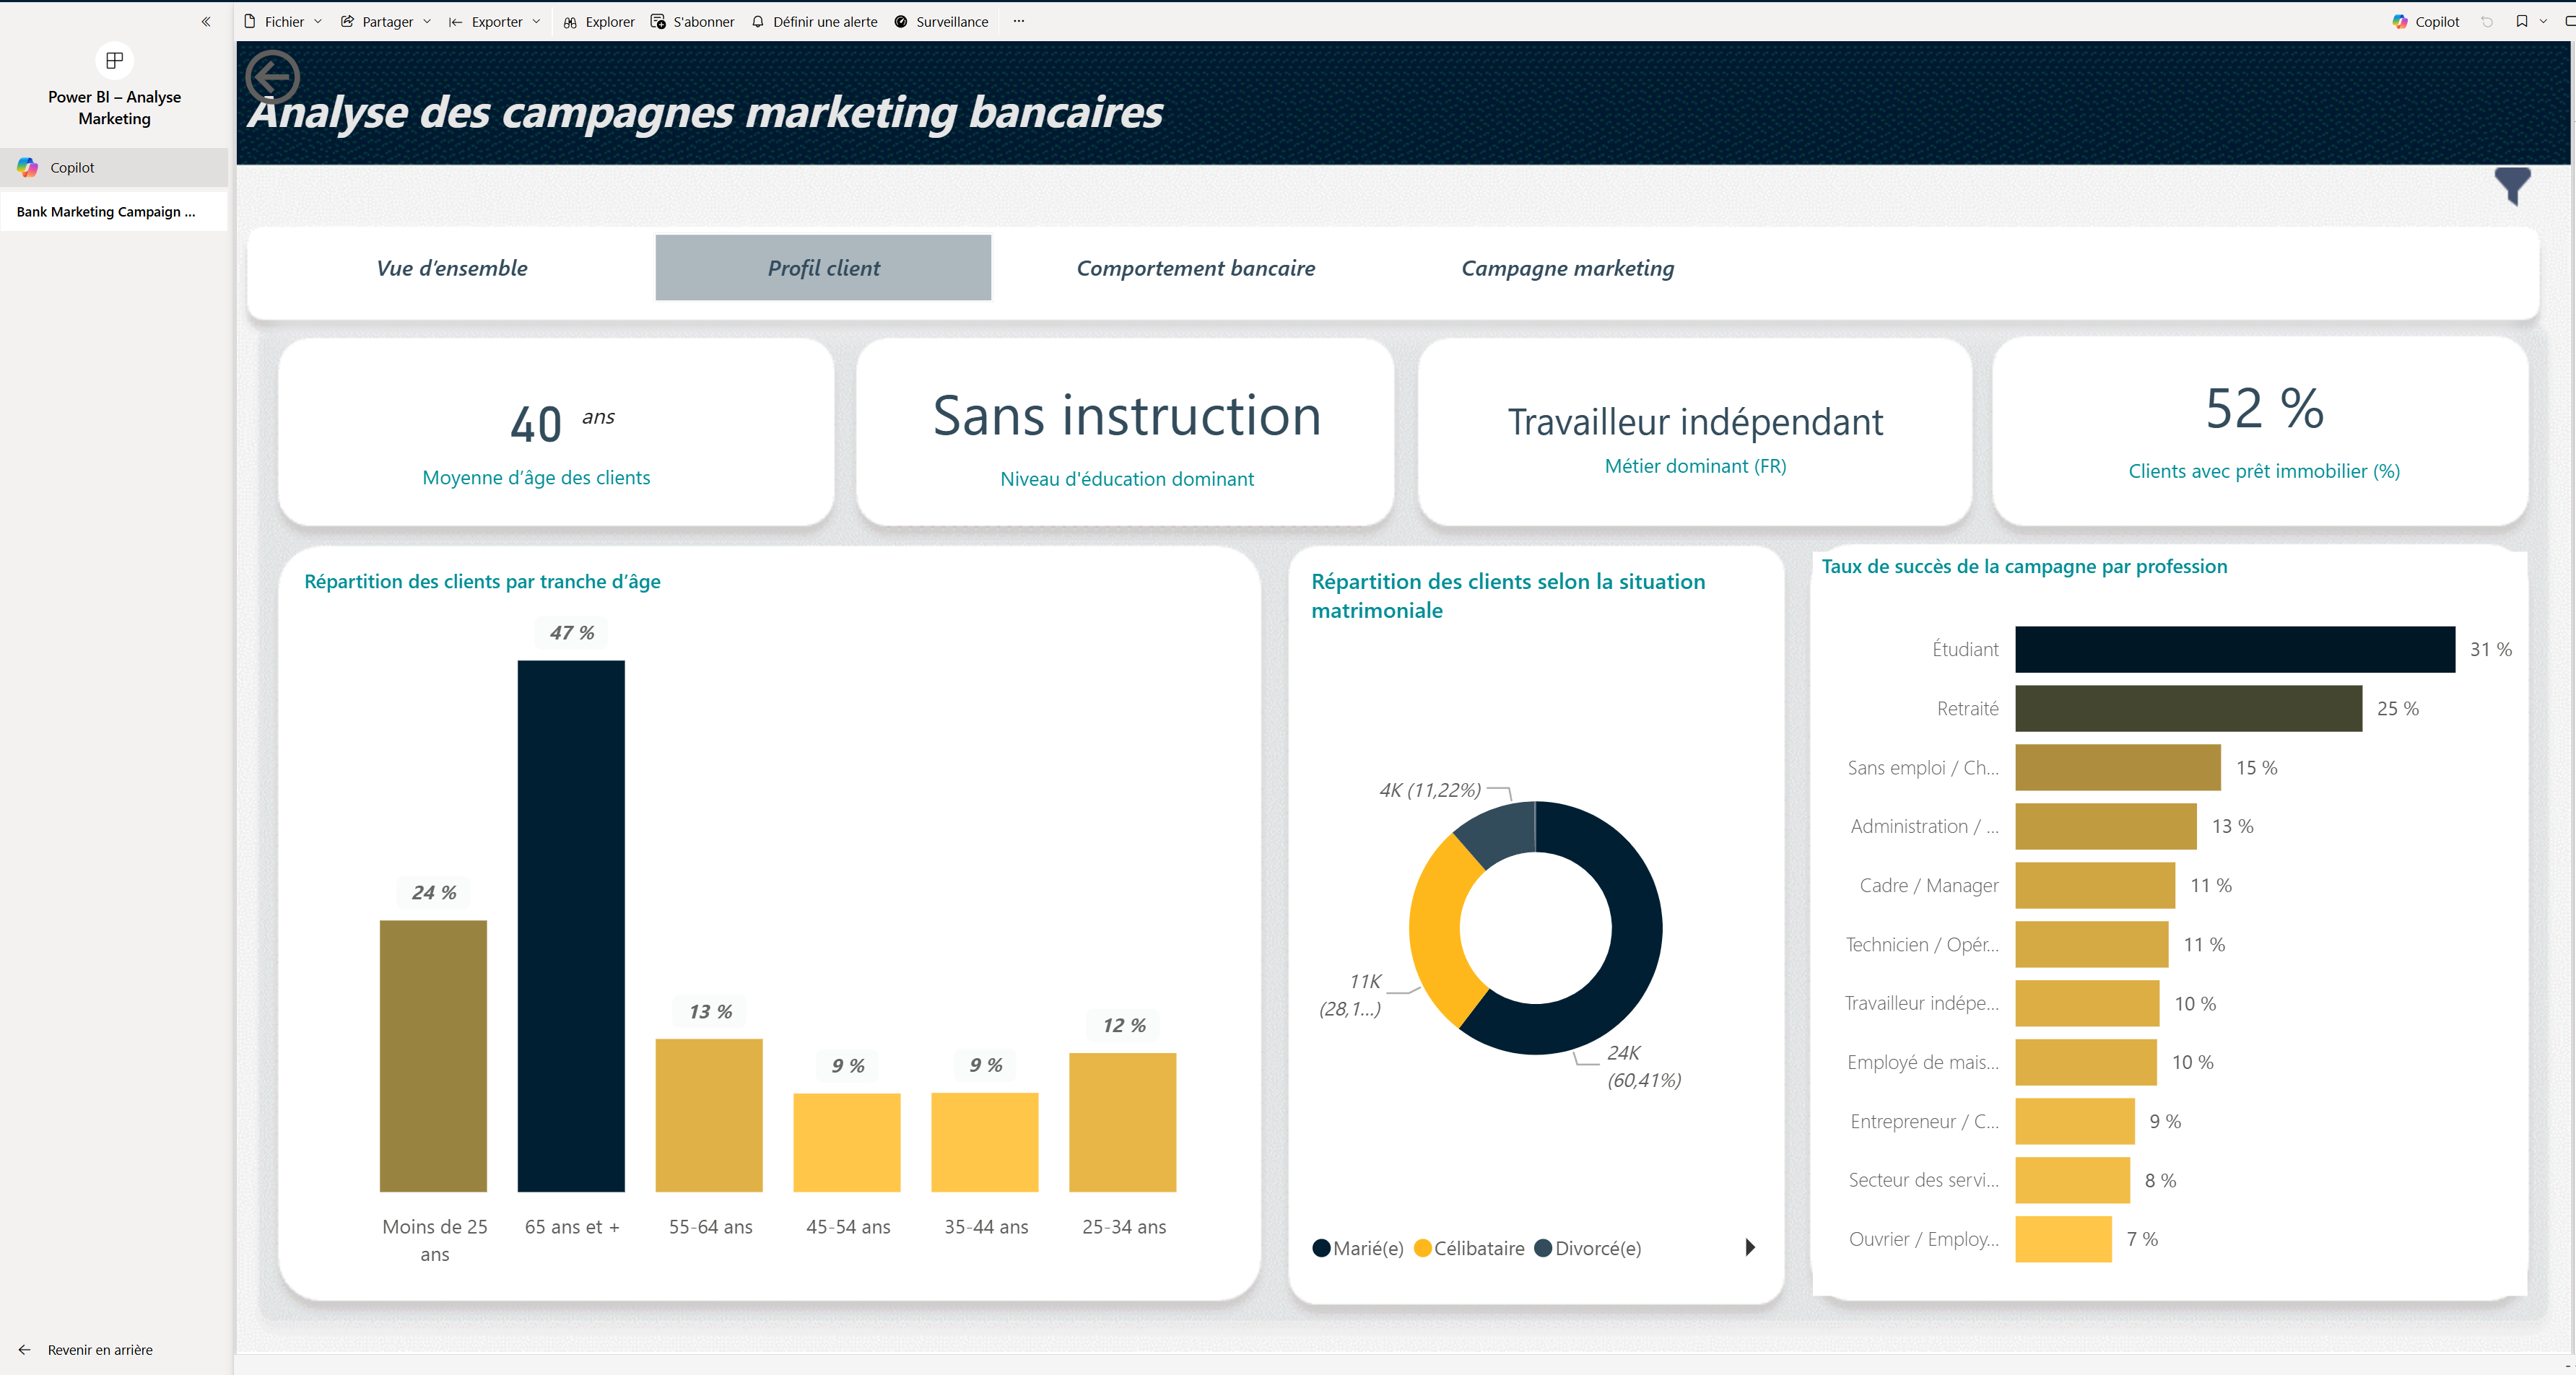 Fichier
Partager
Exporter
Explorer
S'abonner
Définir une alerte
Surveillance
...
Copilot
Power BI – Analyse
Marketing
Copilot
Bank Marketing Campaign ...
Revenir en arrière
Analyse des campagnes marketing bancaires
Vue d’ensemble
Profil client
Comportement bancaire
Campagne marketing
40 ans
Moyenne d’âge des clients
Sans instruction
Niveau d'éducation dominant
Travailleur indépendant
Métier dominant (FR)
52 %
Clients avec prêt immobilier (%)
Répartition des clients par tranche d’âge
24 %
47 %
13 %
9 %
9 %
12 %
Moins de 25
ans
65 ans et +
55-64 ans
45-54 ans
35-44 ans
25-34 ans
Répartition des clients selon la situation
matrimoniale
4K (11,22%)
11K
(28,1...)
24K
(60,41%)
Marié(e)
Célibataire
Divorcé(e)
Taux de succès de la campagne par profession
Étudiant 31 %
Retraité 25 %
Sans emploi / Ch... 15 %
Administration / ... 13 %
Cadre / Manager 11 %
Technicien / Opér... 11 %
Travailleur indépe... 10 %
Employé de mais... 10 %
Entrepreneur / C... 9 %
Secteur des servi... 8 %
Ouvrier / Employ... 7 %